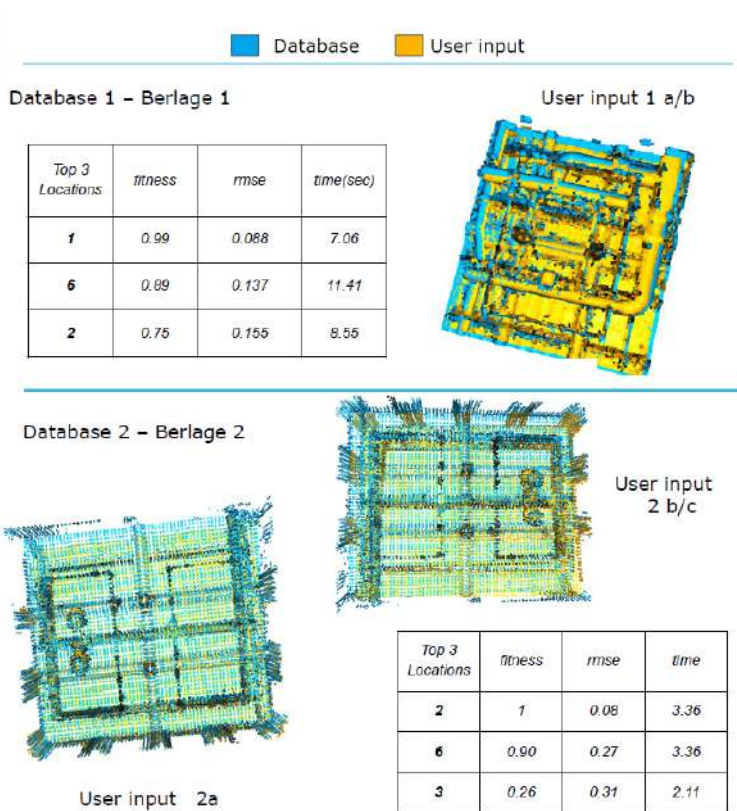 Database User input
Database 1 – Berlage 1
User input 1 a/b
Top 3 Locations fitness rmse time(sec)
1 0.99 0.088 7.06
6 0.89 0.137 11.41
2 0.75 0.155 8.55
Database 2 – Berlage 2
User input
2 b/c
Top 3 Locations fitness rmse time
2 1 0.08 3.36
6 0.90 0.27 3.36
3 0.26 0.31 2.11
User input 2a